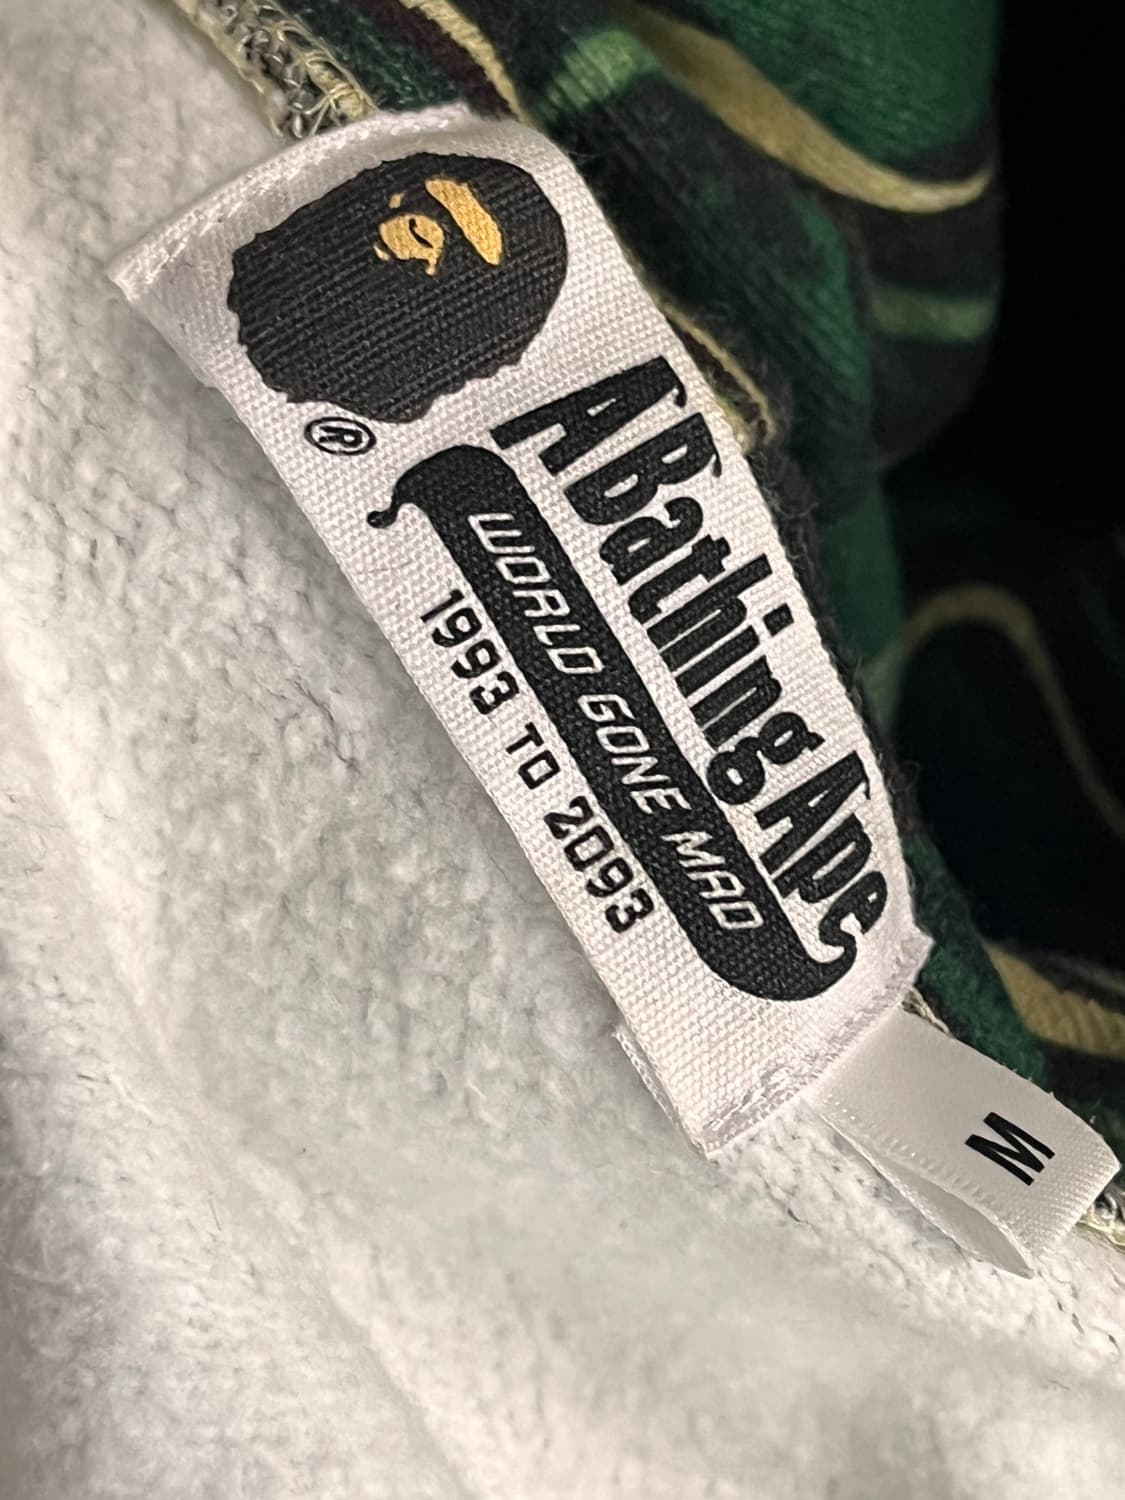 ®
A Bathing Ape
WORLD GONE MAD
1993 TO 2093
M